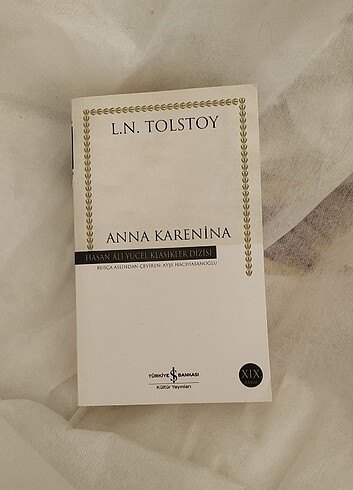 L.N. TOLSTOY
ANNA KARENİNA
HASAN ÂLİ YÜCEL KLASİKLER DİZİSİ
RUSÇA ASLINDAN ÇEVİREN: AYŞE HACIHASANOĞLU
XIX
TÜRKİYE İŞ BANKASI
Kültür Yayınları